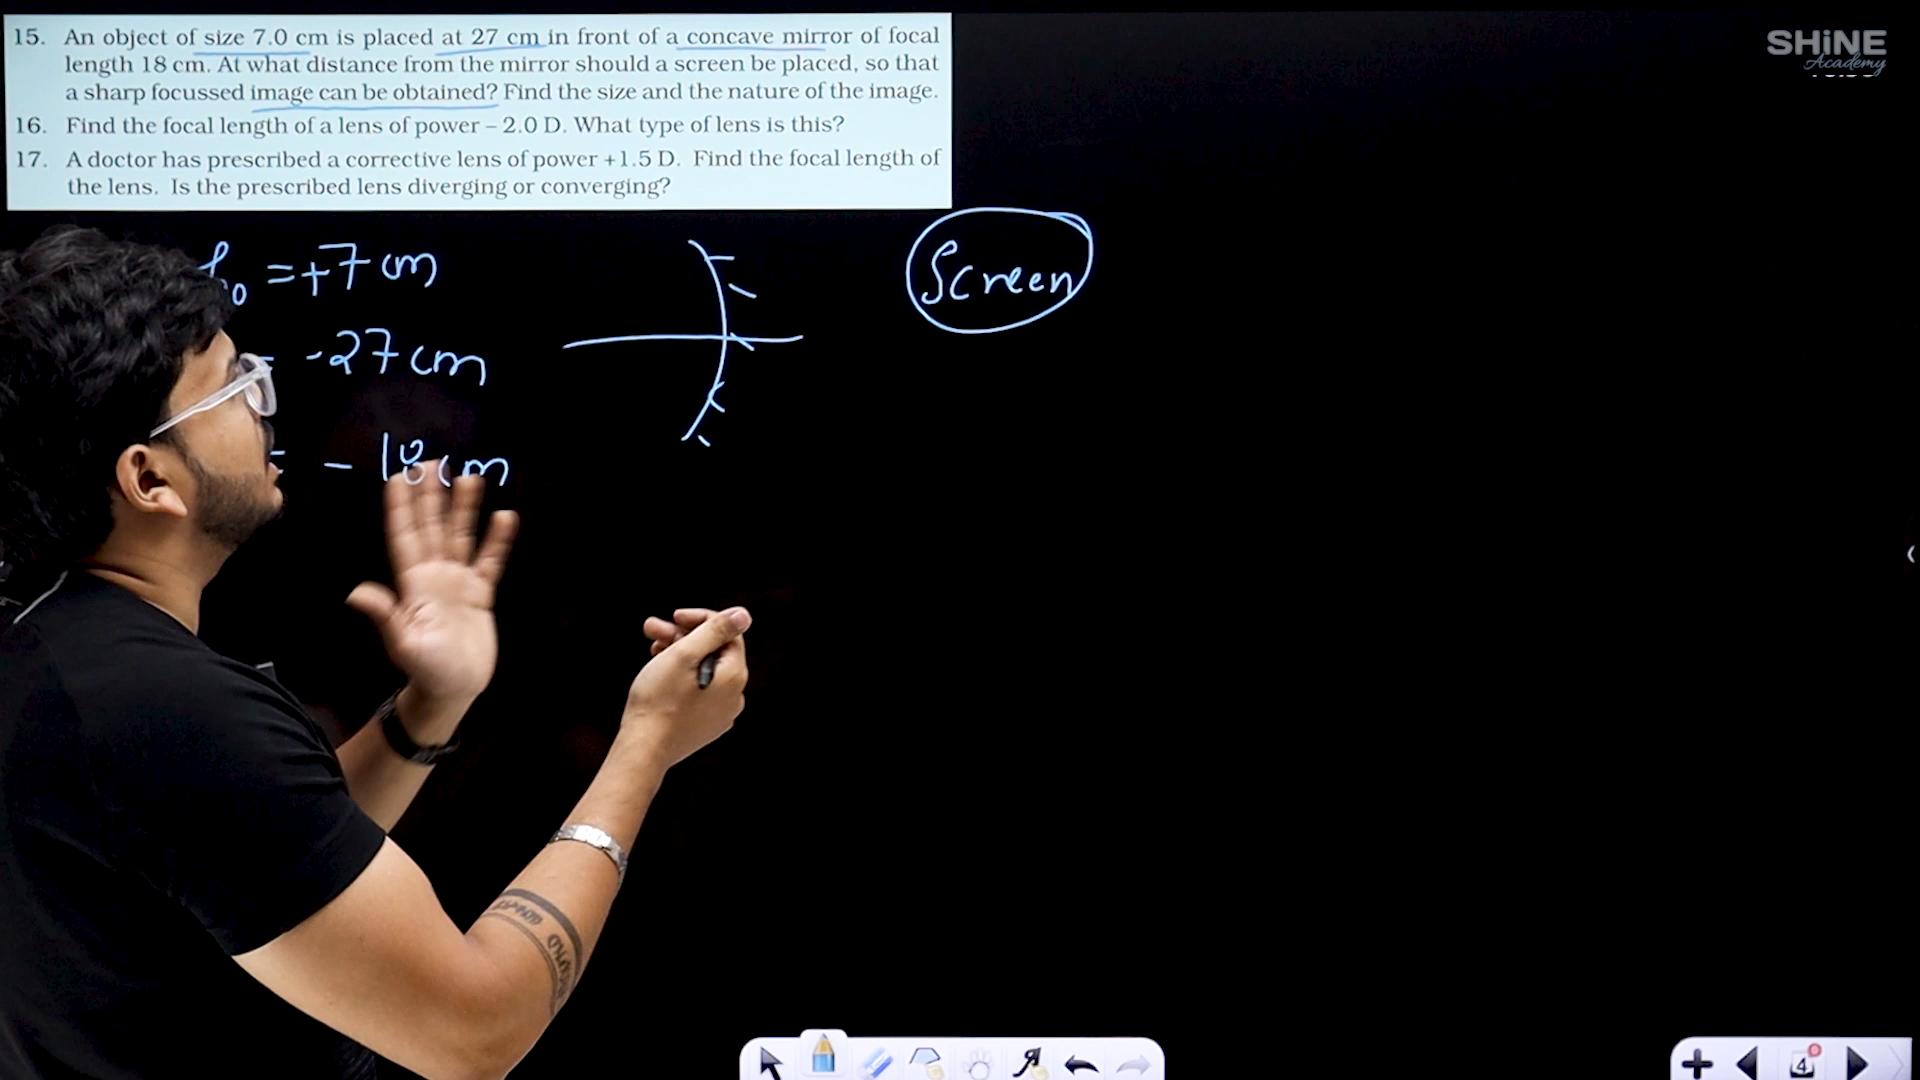 15. An object of size 7.0 cm is placed at 27 cm in front of a concave mirror of focal
length 18 cm. At what distance from the mirror should a screen be placed, so that
a sharp focussed image can be obtained? Find the size and the nature of the image.
16. Find the focal length of a lens of power – 2.0 D. What type of lens is this?
17. A doctor has prescribed a corrective lens of power +1.5 D. Find the focal length of
the lens. Is the prescribed lens diverging or converging?
SHiNE
Academy
= +7 cm
Screen
= -27 cm
= - 18 cm
4